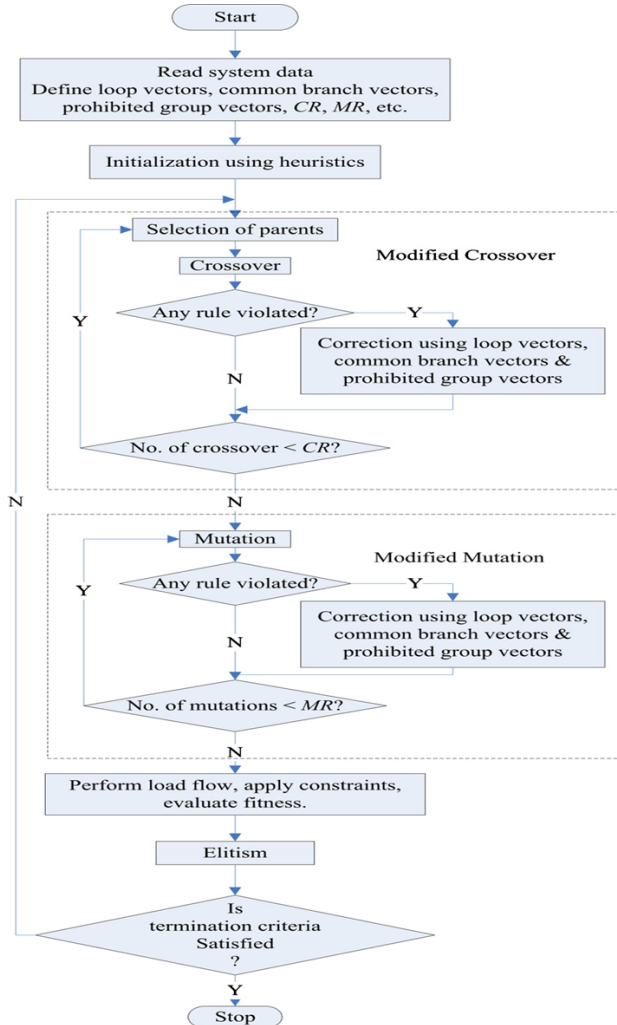 Start
Read system data
Define loop vectors, common branch vectors,
prohibited group vectors, CR, MR, etc.
Initialization using heuristics
Selection of parents
Modified Crossover
Crossover
Any rule violated?
Y
Y
Correction using loop vectors,
common branch vectors &
prohibited group vectors
N
No. of crossover < CR?
N
N
Mutation
Modified Mutation
Any rule violated?
Y
Y
Correction using loop vectors,
common branch vectors &
prohibited group vectors
N
No. of mutations < MR?
N
Perform load flow, apply constraints,
evaluate fitness.
Elitism
Is
termination criteria
Satisfied
?
Y
Stop